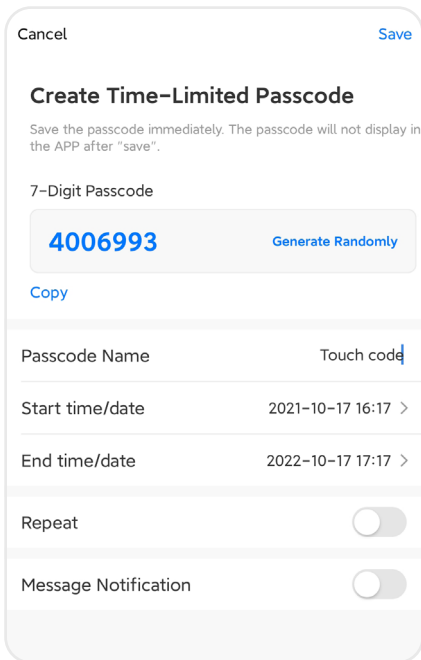 Cancel Save
Create Time-Limited Passcode
Save the passcode immediately. The passcode will not display in
the APP after "save".
7-Digit Passcode
4006993 Generate Randomly
Copy
Passcode Name Touch code
Start time/date 2021-10-17 16:17
End time/date 2022-10-17 17:17
Repeat
Message Notification